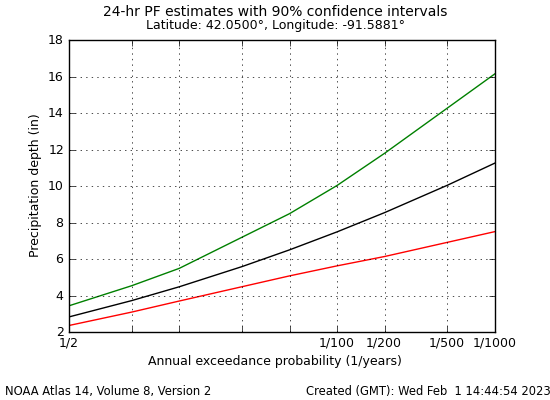 24-hr PF estimates with 90% confidence intervals
Latitude: 42.0500°, Longitude: -91.5881°
18
16
14
12
10
8
6
4
2
Precipitation depth (in)
1/2 1/100 1/200 1/500 1/1000
Annual exceedance probability (1/years)
NOAA Atlas 14, Volume 8, Version 2 Created (GMT): Wed Feb  1 14:44:54 2023